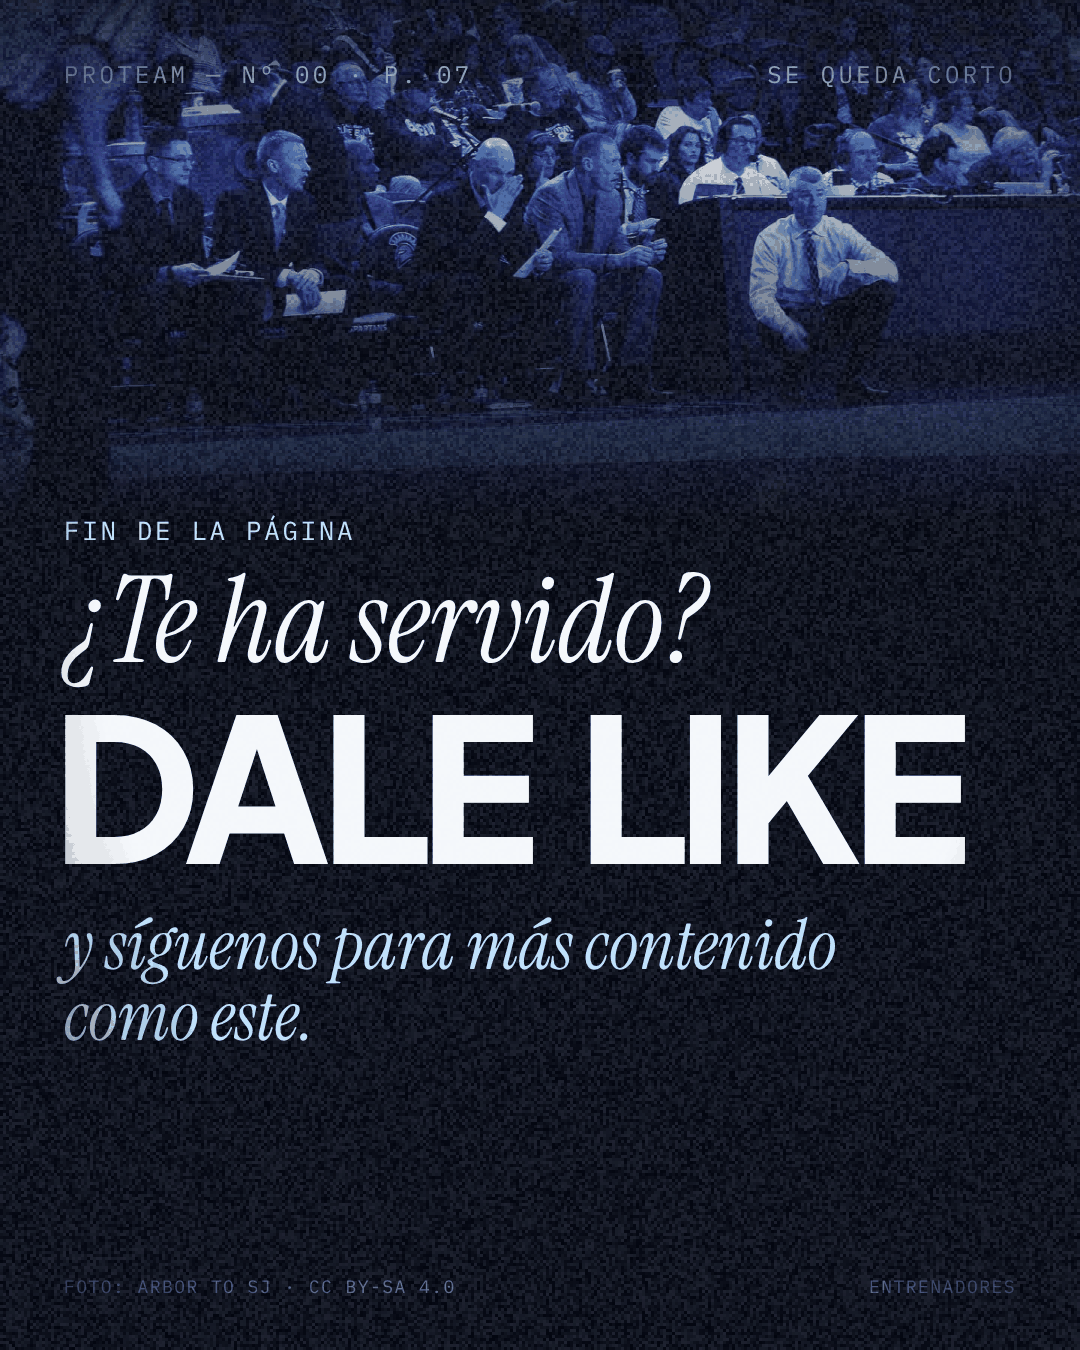 PROTEAM — Nº 00 · P. 07
SE QUEDA CORTO
FIN DE LA PÁGINA
¿Te ha servido?
DALE LIKE
y síguenos para más contenido
como este.
FOTO: ARBOR TO SJ · CC BY-SA 4.0
ENTRENADORES